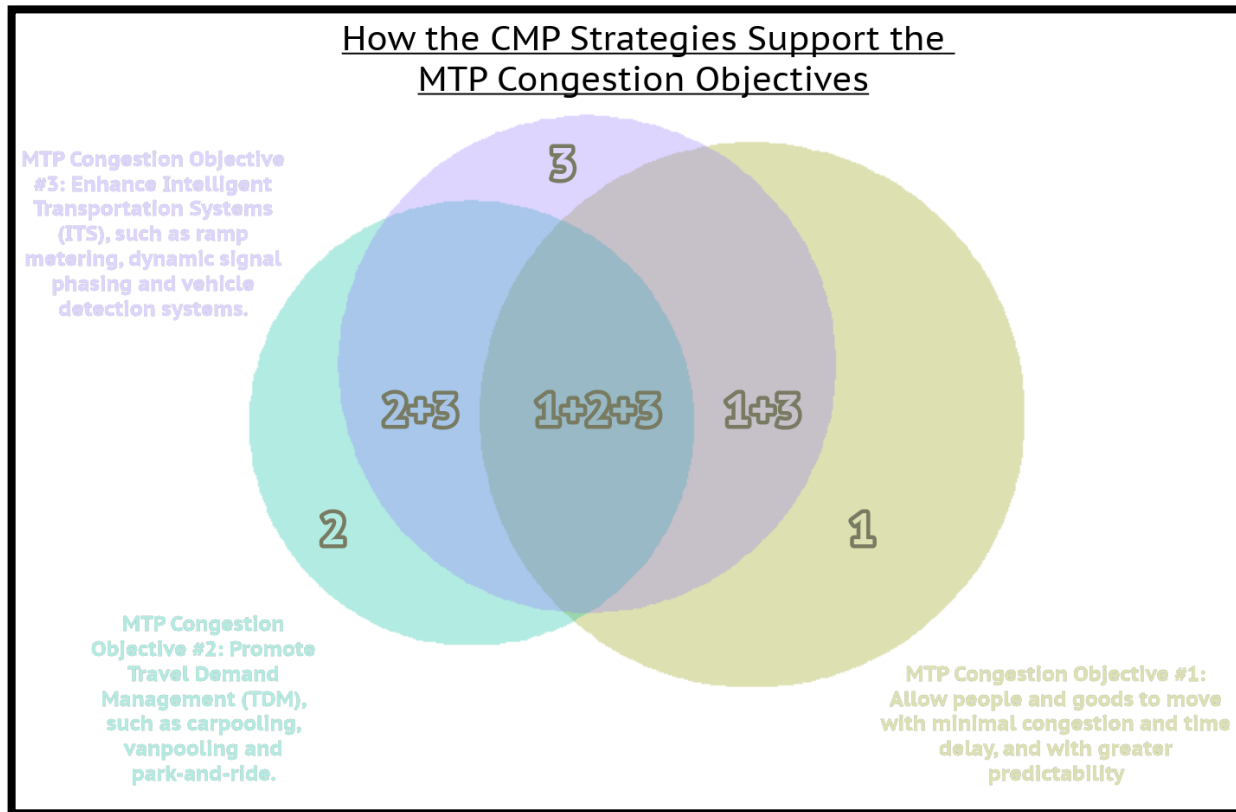 How the CMP Strategies Support the
MTP Congestion Objectives
MTP Congestion Objective
#3: Enhance Intelligent
Transportation Systems
(ITS), such as ramp
metering, dynamic signal
phasing and vehicle
detection systems.
3
2+3
1+2+3
1+3
2
1
MTP Congestion
Objective #2: Promote
Travel Demand
Management (TDM),
such as carpooling,
vanpooling and
park-and-ride.
MTP Congestion Objective #1:
Allow people and goods to move
with minimal congestion and time
delay, and with greater
predictability